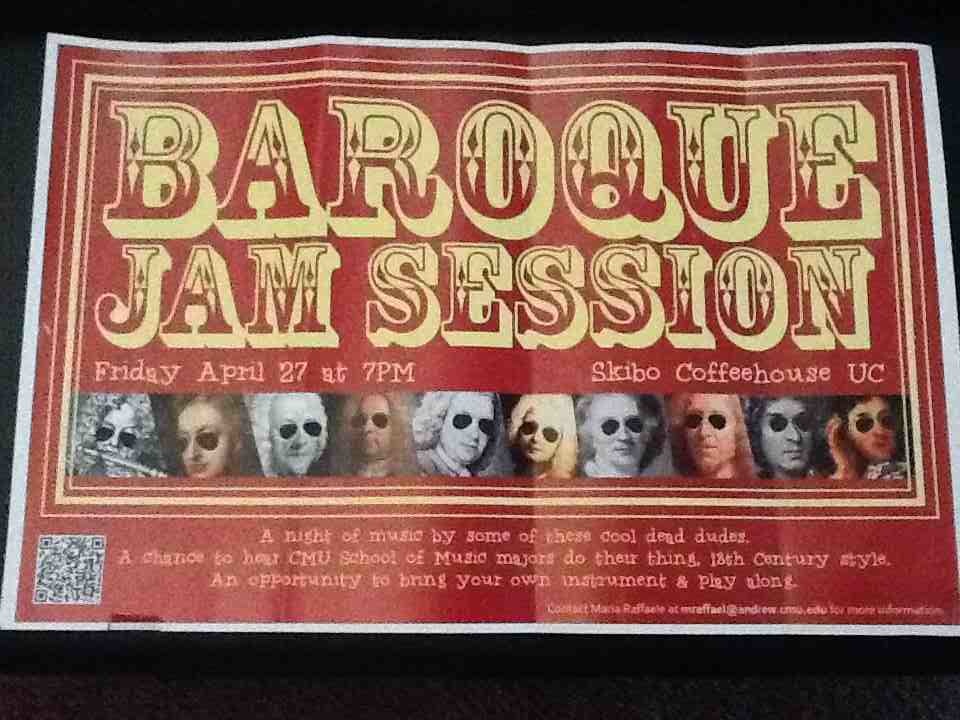 BAROQUE
JAM SESSION
Friday April 27 at 7PM
Skibo Coffeehouse UC
A night of music by some of these cool dead dudes.
A chance to hear CMU School of Music majors do their thing, 18th Century style.
An opportunity to bring your own instrument & play along.
Contact Maria Raffaele at mraffael@andrew.cmu.edu for more information.